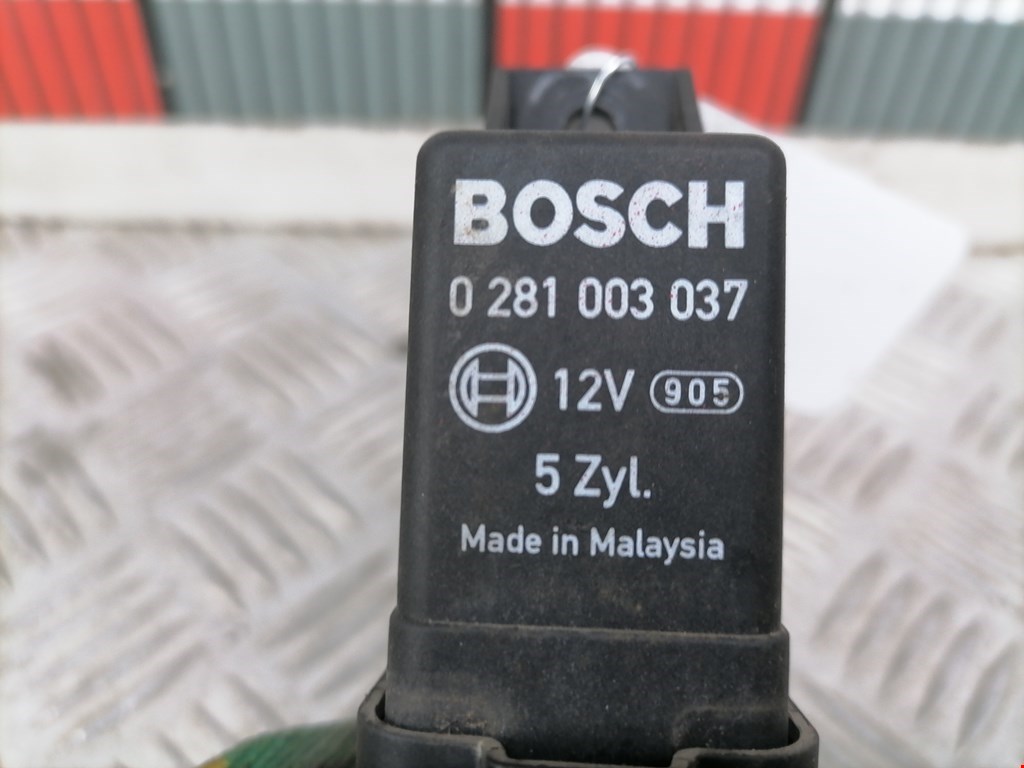 BOSCH
0 281 003 037
12V 905
5 Zyl.
Made in Malaysia